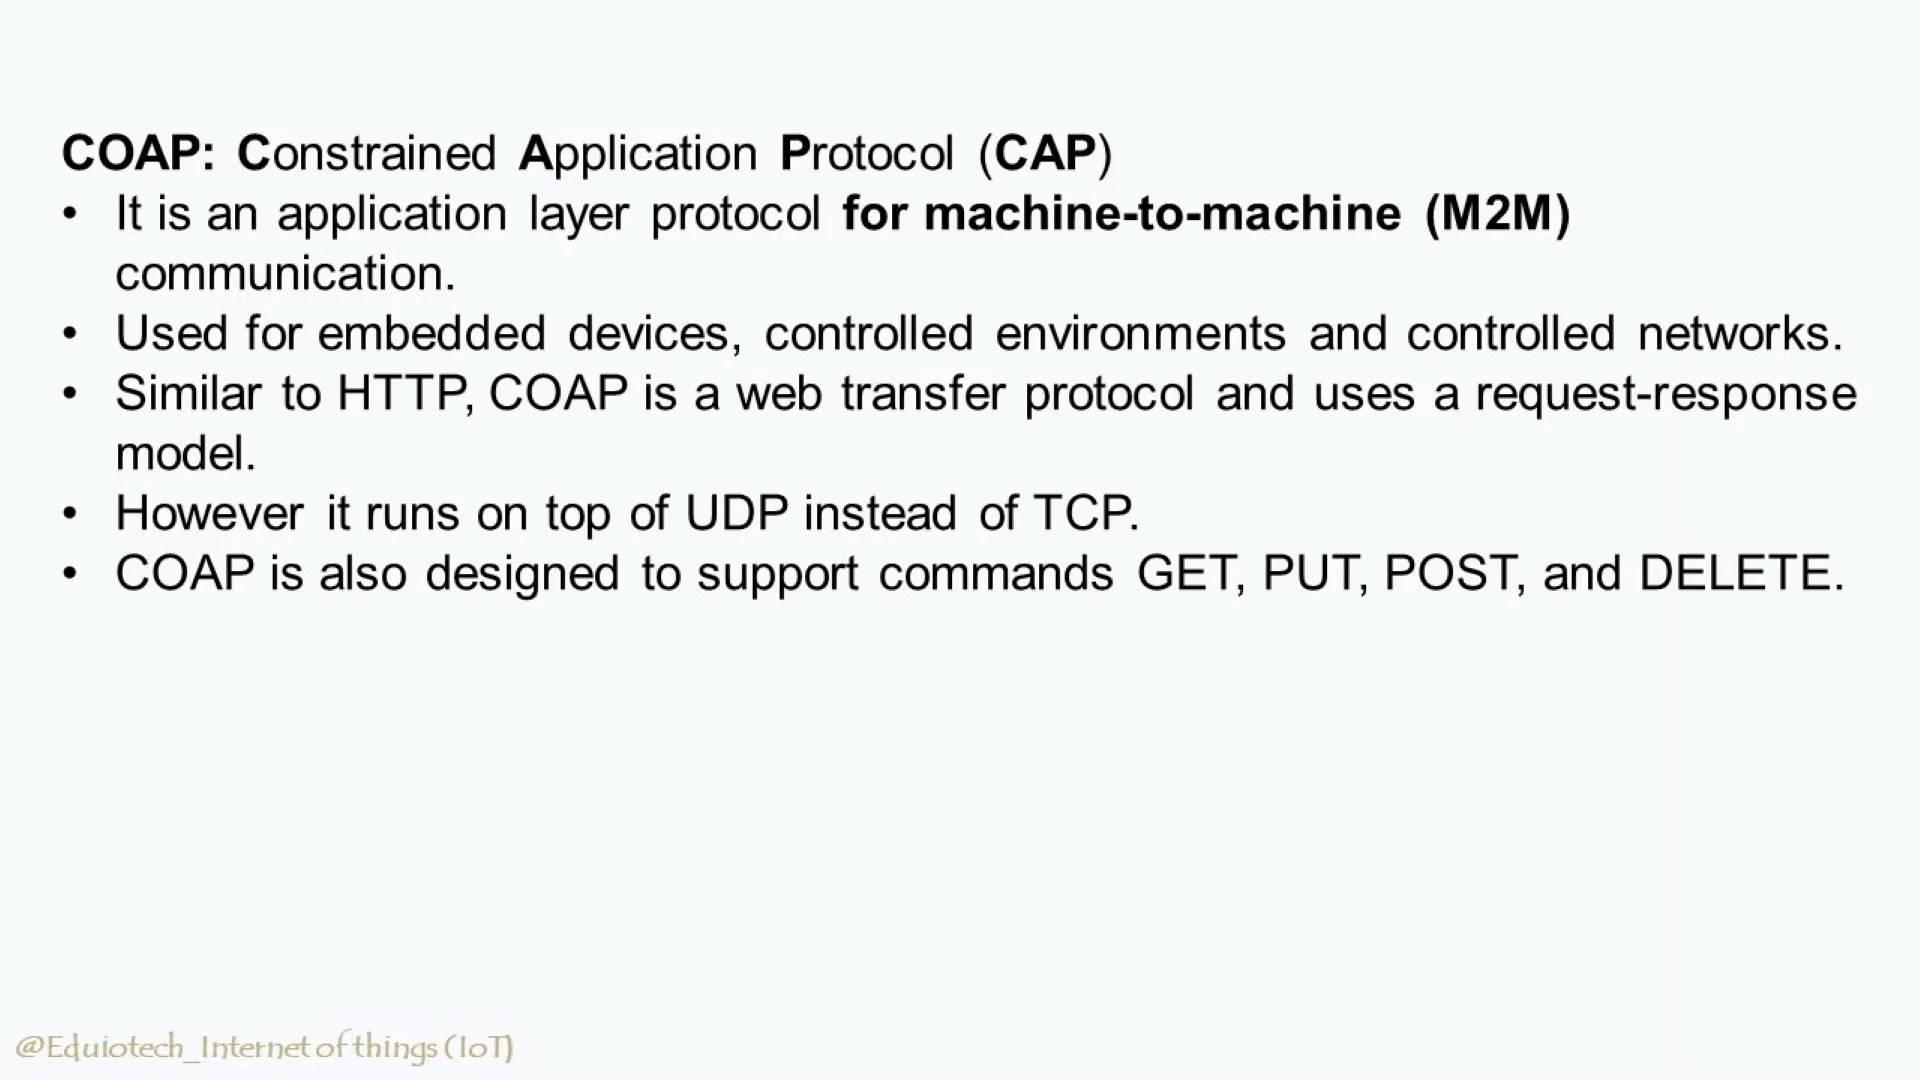 COAP: Constrained Application Protocol (CAP)
• It is an application layer protocol for machine-to-machine (M2M)
communication.
• Used for embedded devices, controlled environments and controlled networks.
• Similar to HTTP, COAP is a web transfer protocol and uses a request-response
model.
• However it runs on top of UDP instead of TCP.
• COAP is also designed to support commands GET, PUT, POST, and DELETE.
@Eduiotech_Internet of things (IoT)